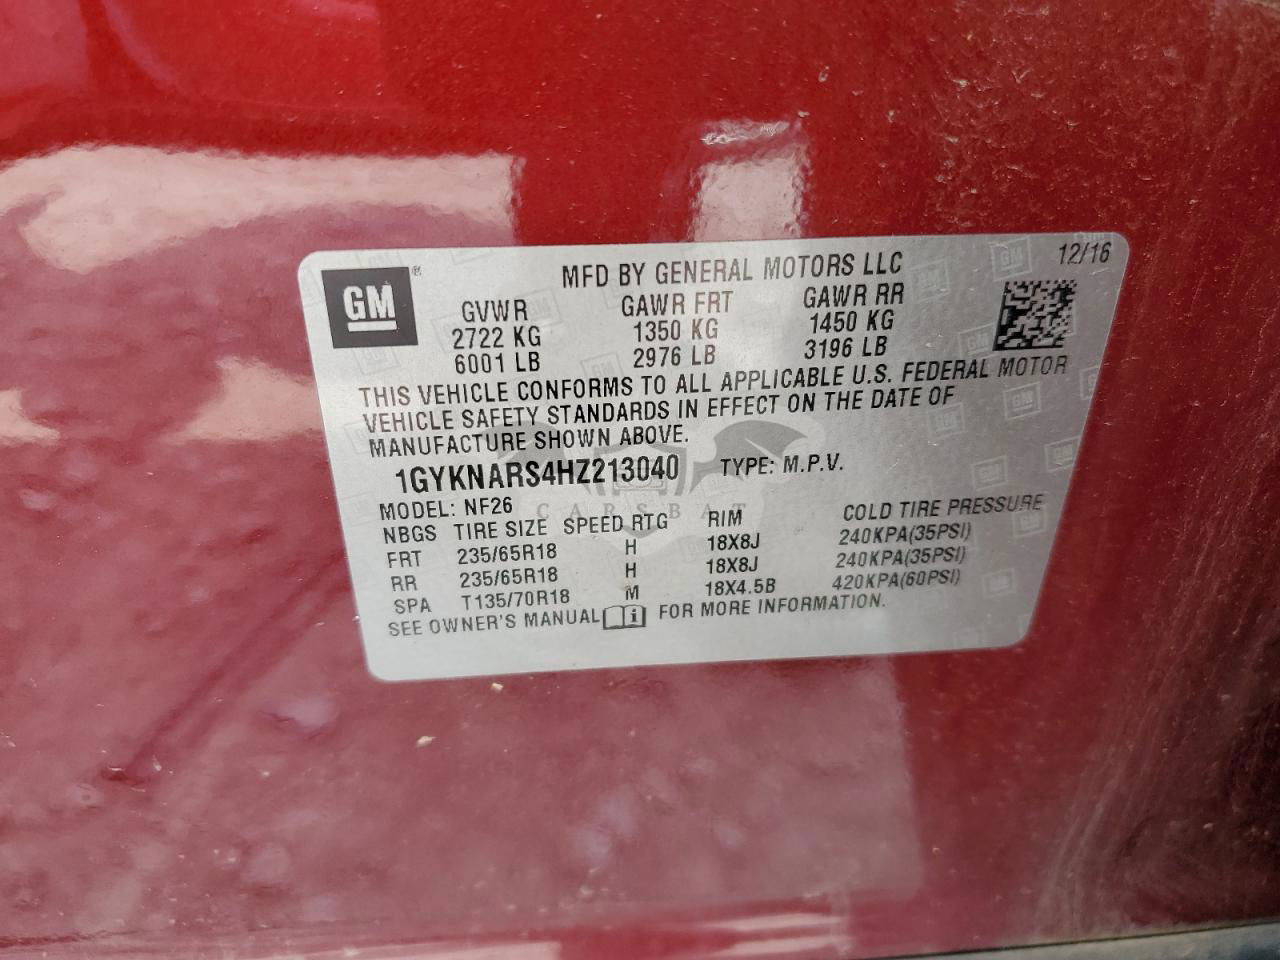 GM
MFD BY GENERAL MOTORS LLC 12/16
GVWR GAWR FRT GAWR RR
2722 KG 1350 KG 1450 KG
6001 LB 2976 LB 3196 LB
THIS VEHICLE CONFORMS TO ALL APPLICABLE U.S. FEDERAL MOTOR
VEHICLE SAFETY STANDARDS IN EFFECT ON THE DATE OF
MANUFACTURE SHOWN ABOVE.
1GYKNARS4HZ213040 TYPE: M.P.V.
MODEL: NF26
CARSBAT
NBGS TIRE SIZE SPEED RTG RIM COLD TIRE PRESSURE
FRT 235/65R18 H 18X8J 240KPA(35PSI)
RR 235/65R18 H 18X8J 240KPA(35PSI)
SPA T135/70R18 M 18X4.5B 420KPA(60PSI)
SEE OWNER'S MANUAL FOR MORE INFORMATION.